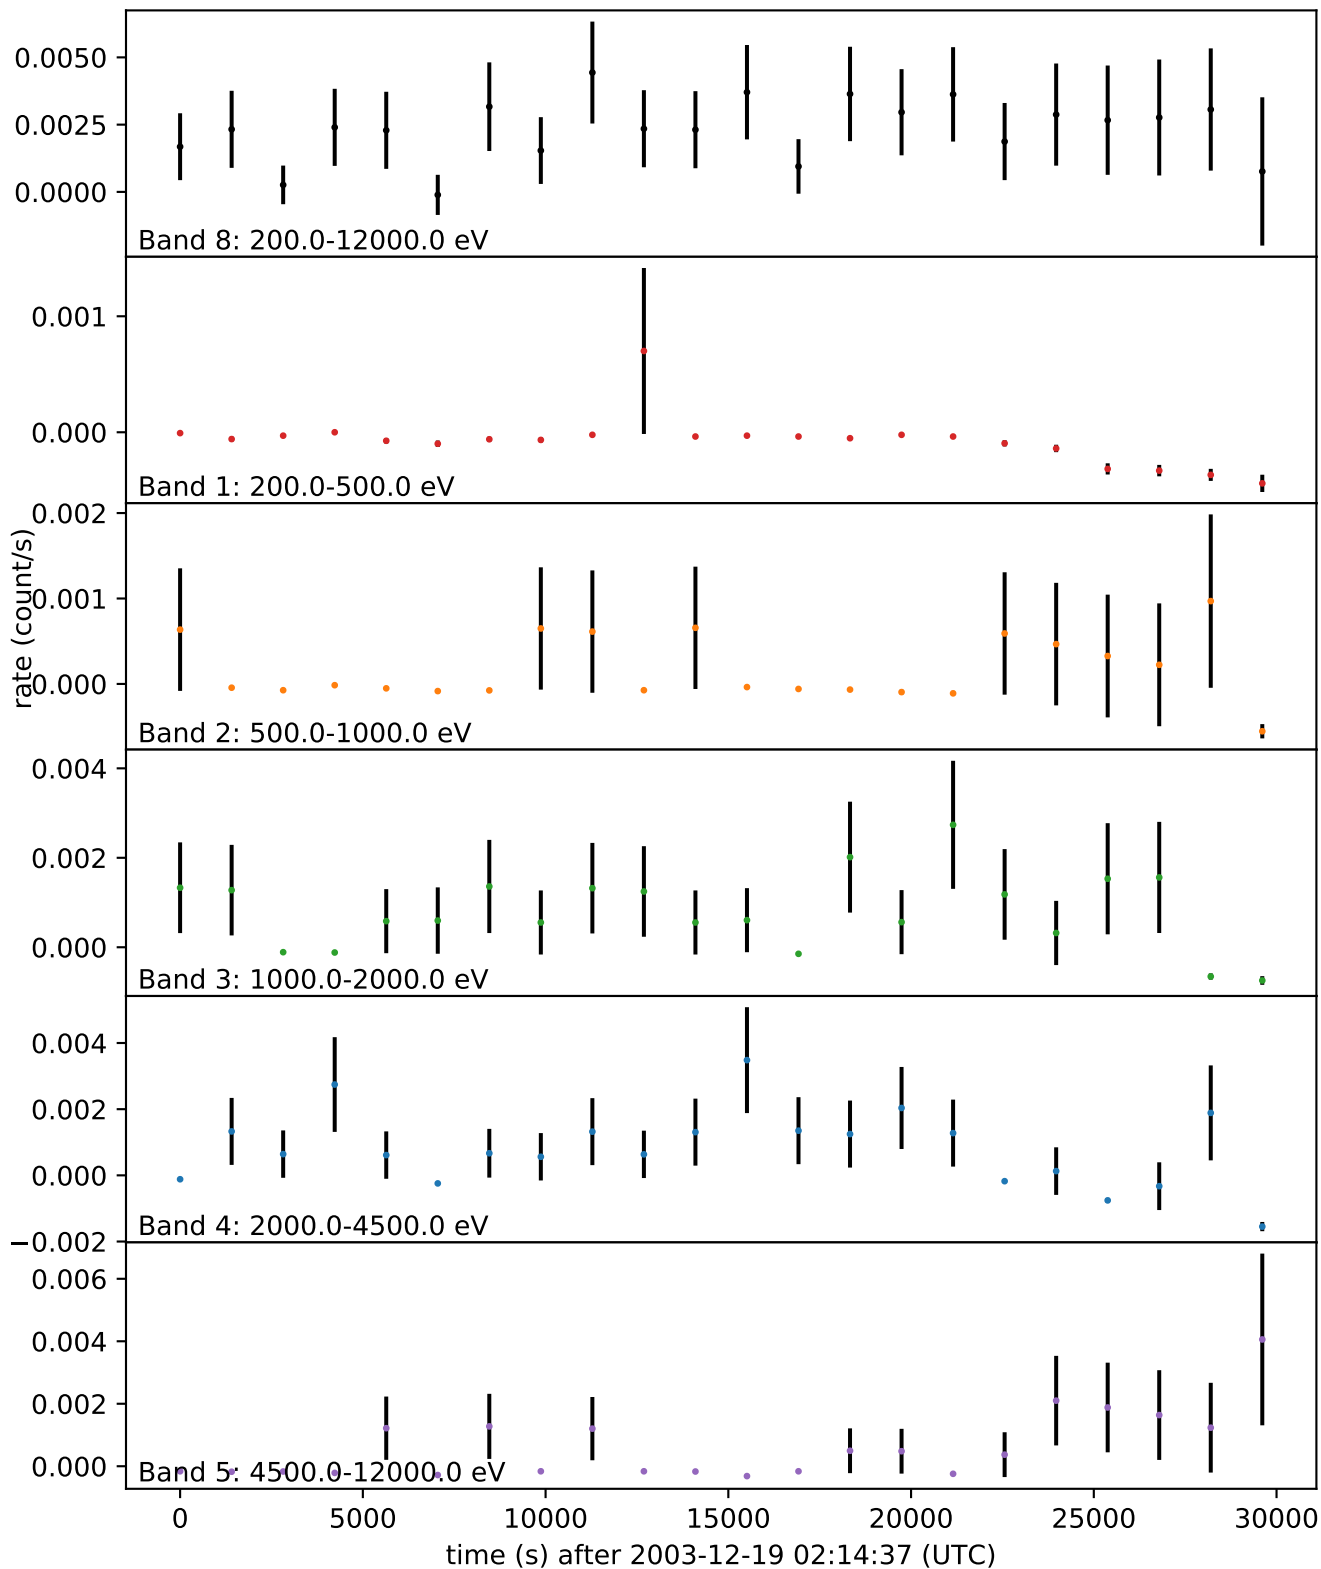 0.0050
0.0025
0.0000
Band 8: 200.0-12000.0 eV
0.001
0.000
Band 1: 200.0-500.0 eV
rate (count/s)
0.002
0.001
0.000
Band 2: 500.0-1000.0 eV
0.004
0.002
0.000
Band 3: 1000.0-2000.0 eV
0.004
0.002
0.000
−0.002
Band 4: 2000.0-4500.0 eV
0.006
0.004
0.002
0.000
Band 5: 4500.0-12000.0 eV
0 5000 10000 15000 20000 25000 30000
time (s) after 2003-12-19 02:14:37 (UTC)